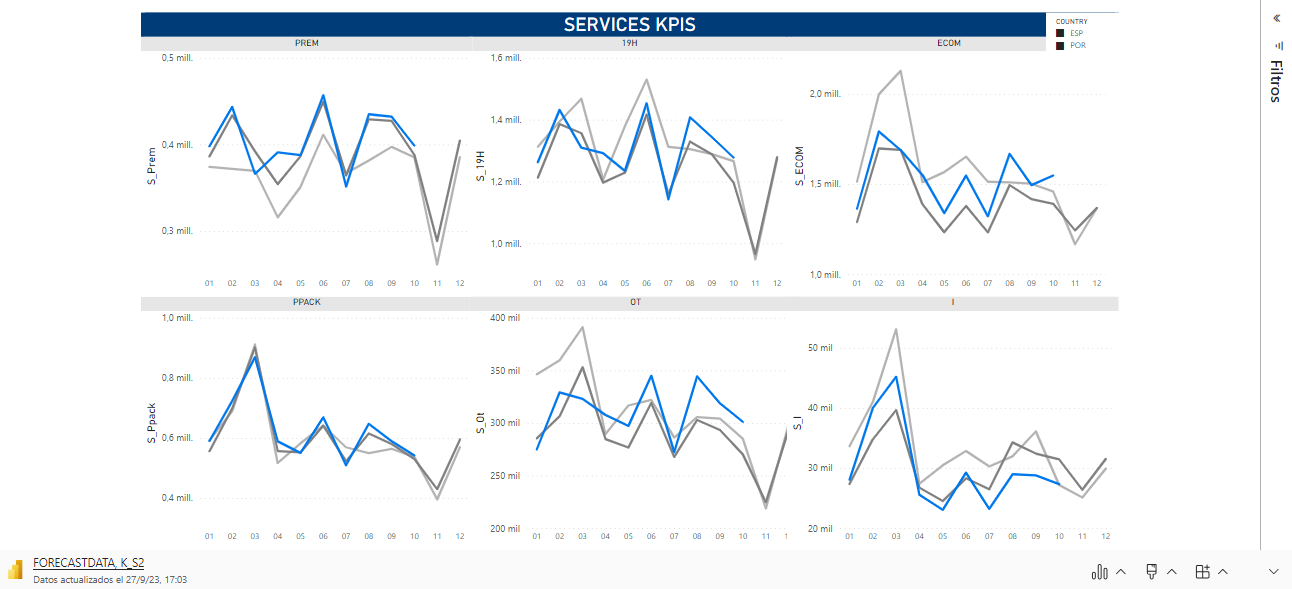 SERVICES KPIS
COUNTRY
ESP
POR
PREM
0,5 mill.
0,4 mill.
0,3 mill.
S_Prem
01 02 03 04 05 06 07 08 09 10 11 12
19H
1,6 mill.
1,4 mill.
1,2 mill.
1,0 mill.
S_19H
01 02 03 04 05 06 07 08 09 10 11 12
ECOM
2,0 mill.
1,5 mill.
1,0 mill.
S_ECOM
01 02 03 04 05 06 07 08 09 10 11 12
PPACK
1,0 mill.
0,8 mill.
0,6 mill.
0,4 mill.
S_Ppack
01 02 03 04 05 06 07 08 09 10 11 12
OT
400 mil
350 mil
300 mil
250 mil
200 mil
S_Ot
01 02 03 04 05 06 07 08 09 10 11 1
I
50 mil
40 mil
30 mil
20 mil
S_I
01 02 03 04 05 06 07 08 09 10 11 12
Filtros
FORECASTDATA, K_S2
Datos actualizados el 27/9/23, 17:03